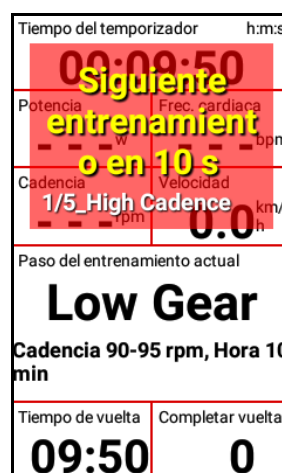 Tiempo del temporizador h:m:s
00:09:50
Siguiente
entrenamient
o en 10 s
1/5_High Cadence
Potencia Frec. cardiaca
- - - w - - - bpm
Cadencia Velocidad
- - - rpm 0.0 km/h
Paso del entrenamiento actual
Low Gear
Cadencia 90-95 rpm, Hora 10
min
Tiempo de vuelta Completar vuelta
09:50 0